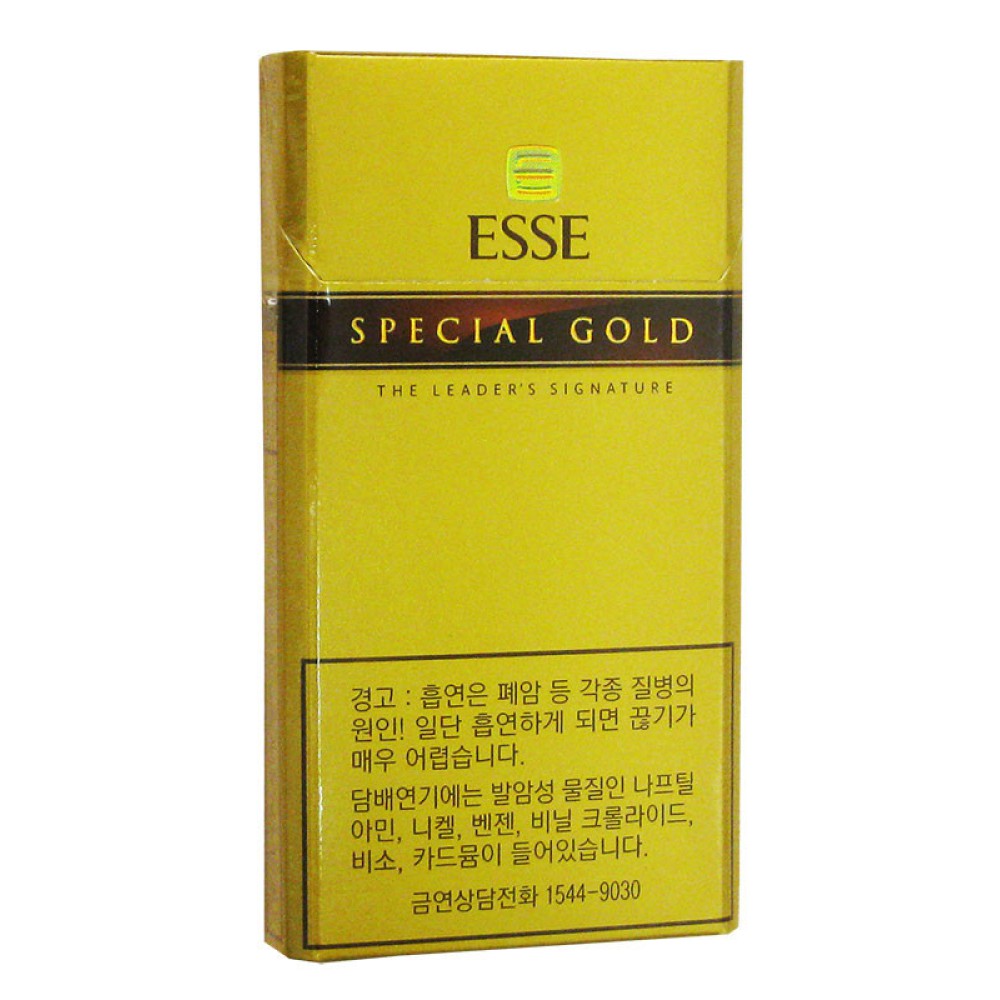 ESSE
SPECIAL GOLD
THE LEADER'S SIGNATURE
경고 : 흡연은 폐암 등 각종 질병의
원인! 일단 흡연하게 되면 끊기가
매우 어렵습니다.
담배연기에는 발암성 물질인 나프틸
아민, 니켈, 벤젠, 비닐 크롤라이드,
비소, 카드뮴이 들어있습니다.
금연상담전화 1544-9030